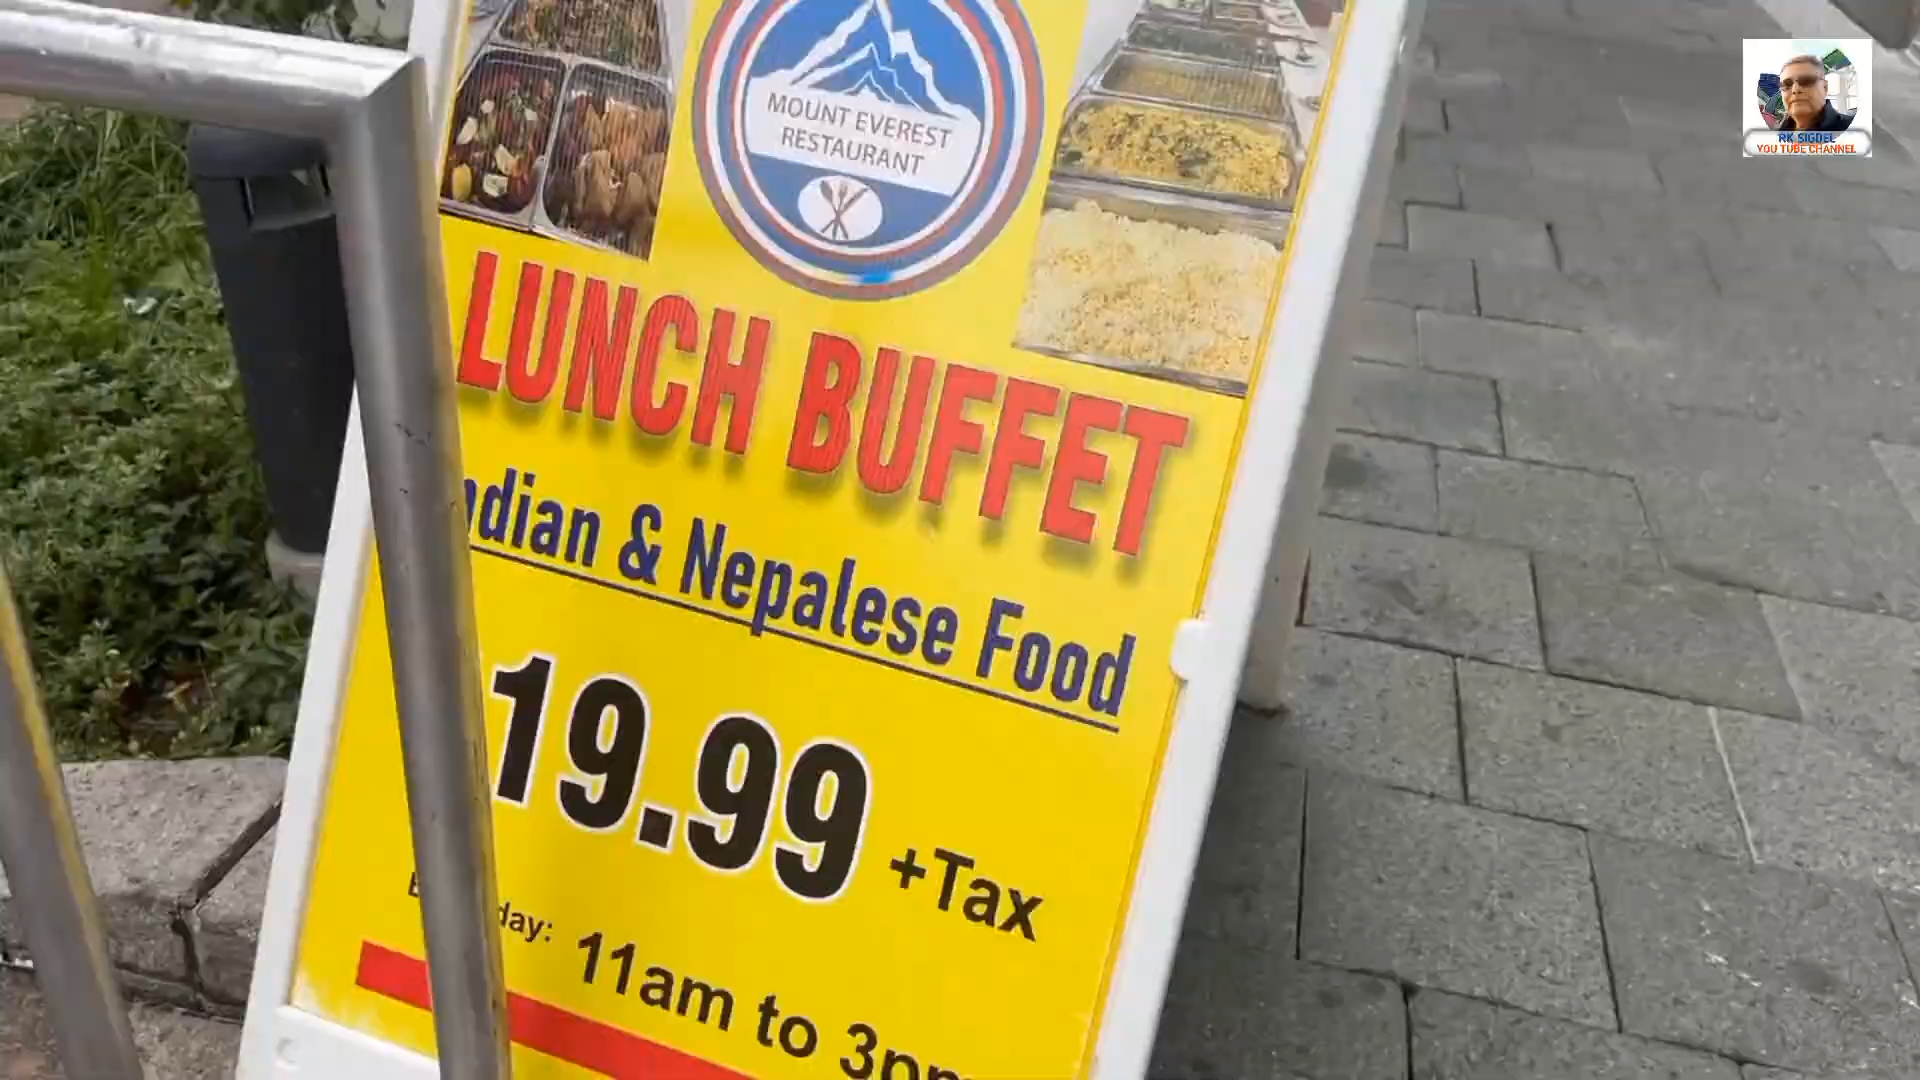 MOUNT EVEREST
RESTAURANT
LUNCH BUFFET
ndian & Nepalese Food
19.99 +Tax
day: 11am to 3pm
RK SIGDEL
YOU TUBE CHANNEL